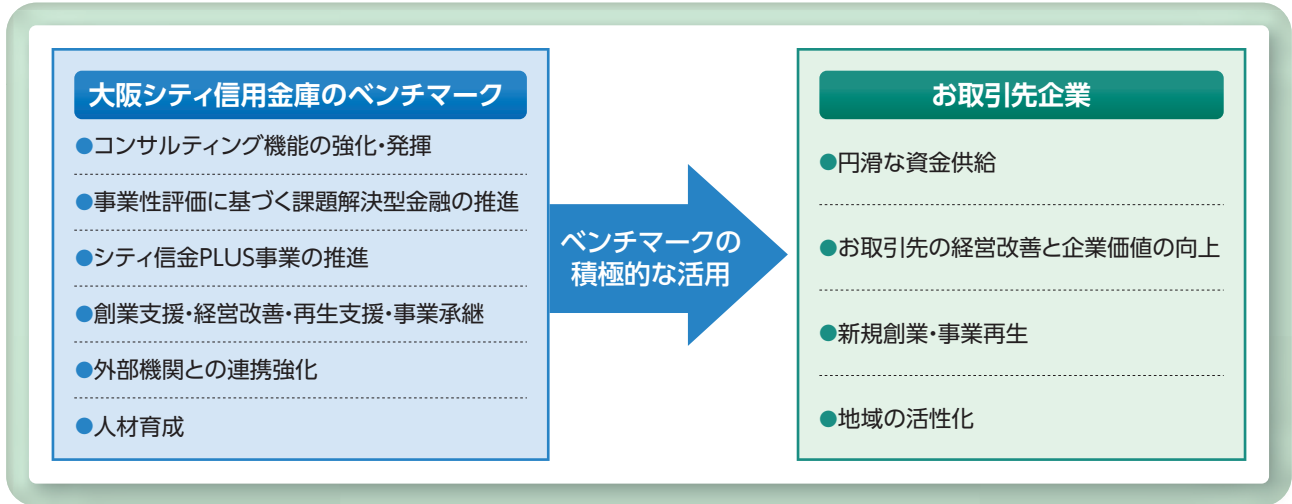 大阪シティ信用金庫のベンチマーク
●コンサルティング機能の強化・発揮
●事業性評価に基づく課題解決型金融の推進
●シティ信金PLUS事業の推進
●創業支援・経営改善・再生支援・事業承継
●外部機関との連携強化
●人材育成
ベンチマークの
積極的な活用
お取引先企業
●円滑な資金供給
●お取引先の経営改善と企業価値の向上
●新規創業・事業再生
●地域の活性化